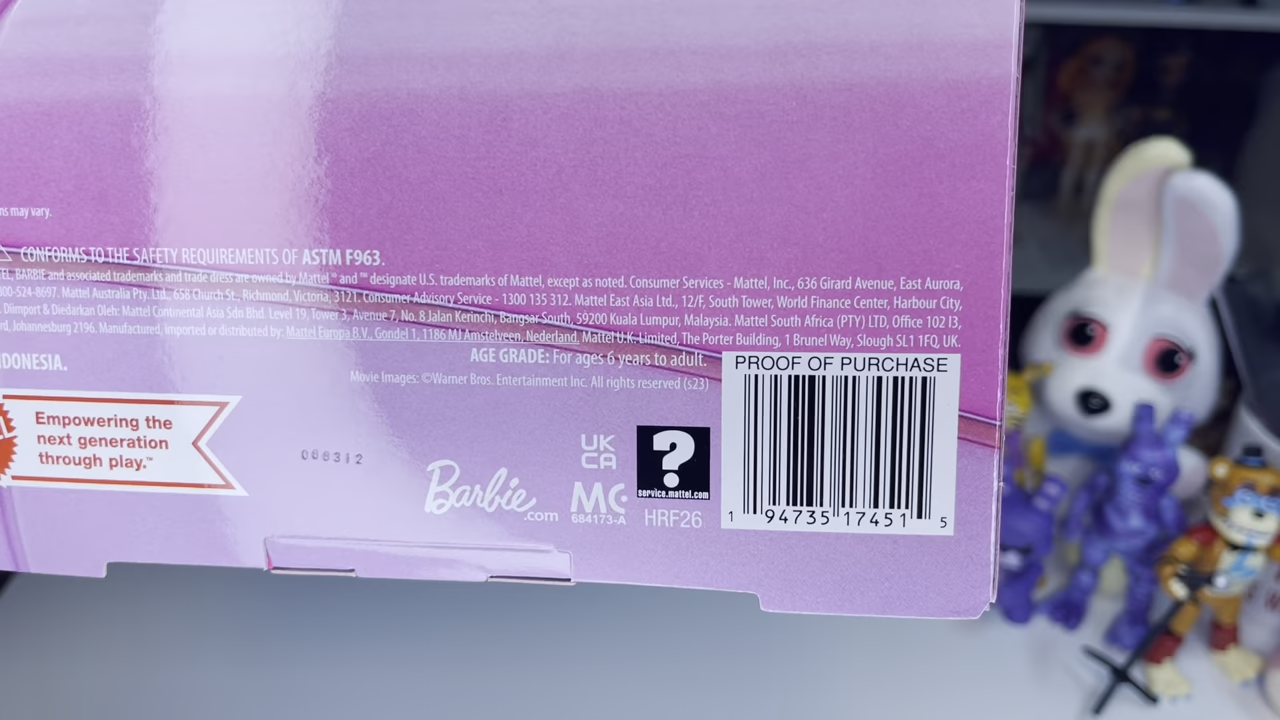 ns may vary.
CONFORMS TO THE SAFETY REQUIREMENTS OF ASTM F963.
EL, BARBIE and associated trademarks and trade dress are owned by Mattel.® and ™ designate U.S. trademarks of Mattel, except as noted. Consumer Services - Mattel, Inc., 636 Girard Avenue, East Aurora,
00-524-8697. Mattel Australia Pty. Ltd., 658 Church St., Richmond, Victoria, 3121. Consumer Advisory Service - 1300 135 312. Mattel East Asia Ltd., 12/F, South Tower, World Finance Center, Harbour City,
. Diimport & Diedarkan Oleh: Mattel Continental Asia Sdn Bhd. Level 19, Tower 3, Avenue 7, No. 8 Jalan Kerinchi, Bangsar South, 59200 Kuala Lumpur, Malaysia. Mattel South Africa (PTY) LTD, Office 102 I3,
rd, Johannesburg 2196. Manufactured, imported or distributed by: Mattel Europa B.V., Gondel 1, 1186 MJ Amstelveen, Nederland. Mattel U.K. Limited, The Porter Building, 1 Brunel Way, Slough SL1 1FQ, UK.
DONESIA.
AGE GRADE: For ages 6 years to adult.
Movie Images: ©Warner Bros. Entertainment Inc. All rights reserved (s23)
PROOF OF PURCHASE
Empowering the
next generation
through play.™
008312
Barbie.com
UK
CA
MC
684173-A
?
service.mattel.com
HRF26
1 94735 17451 5